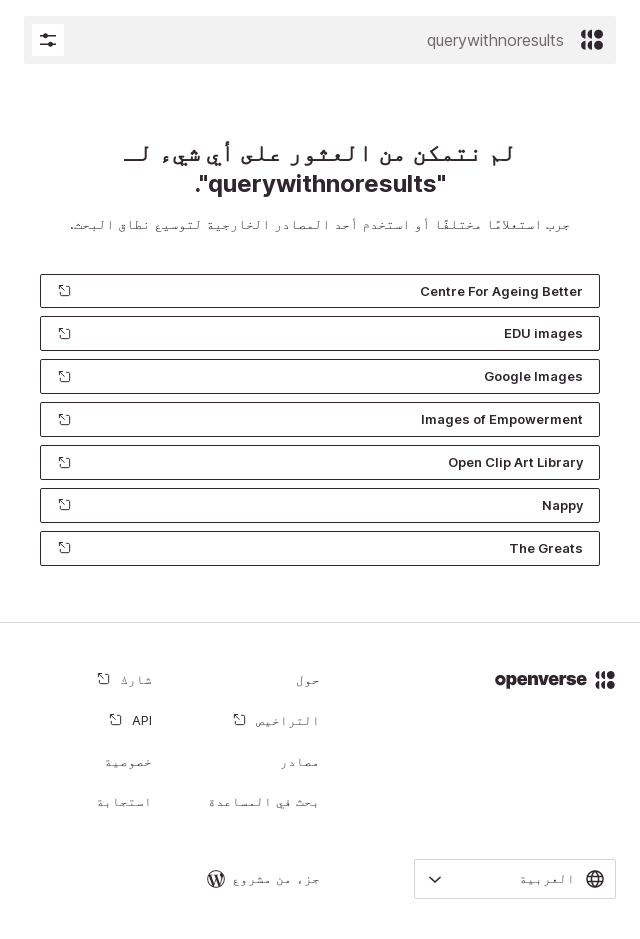 querywithnoresults
لم نتمكن من العثور على أي شيء لـ
"querywithnoresults".
جرب استعلامًا مختلفًا أو استخدم أحد المصادر الخارجية لتوسيع نطاق البحث.
Centre For Ageing Better
EDU images
Google Images
Images of Empowerment
Open Clip Art Library
Nappy
The Greats
openverse
حول
شارك
التراخيص
API
مصادر
خصوصية
بحث في المساعدة
استجابة
العربية
جزء من مشروع